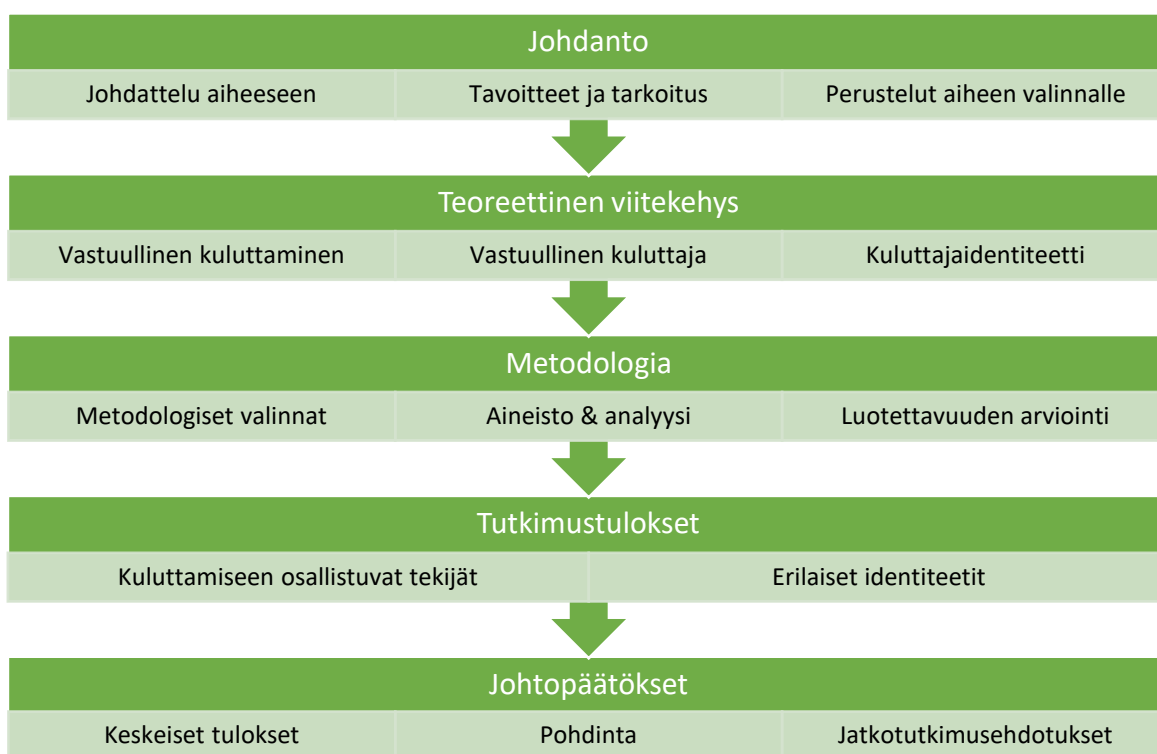 Johdanto
Johdattelu aiheeseen Tavoitteet ja tarkoitus Perustelut aiheen valinnalle
Teoreettinen viitekehys
Vastuullinen kuluttaminen Vastuullinen kuluttaja Kuluttajaidentiteetti
Metodologia
Metodologiset valinnat Aineisto & analyysi Luotettavuuden arviointi
Tutkimustulokset
Kuluttamiseen osallistuvat tekijät Erilaiset identiteetit
Johtopäätökset
Keskeiset tulokset Pohdinta Jatkotutkimusehdotukset